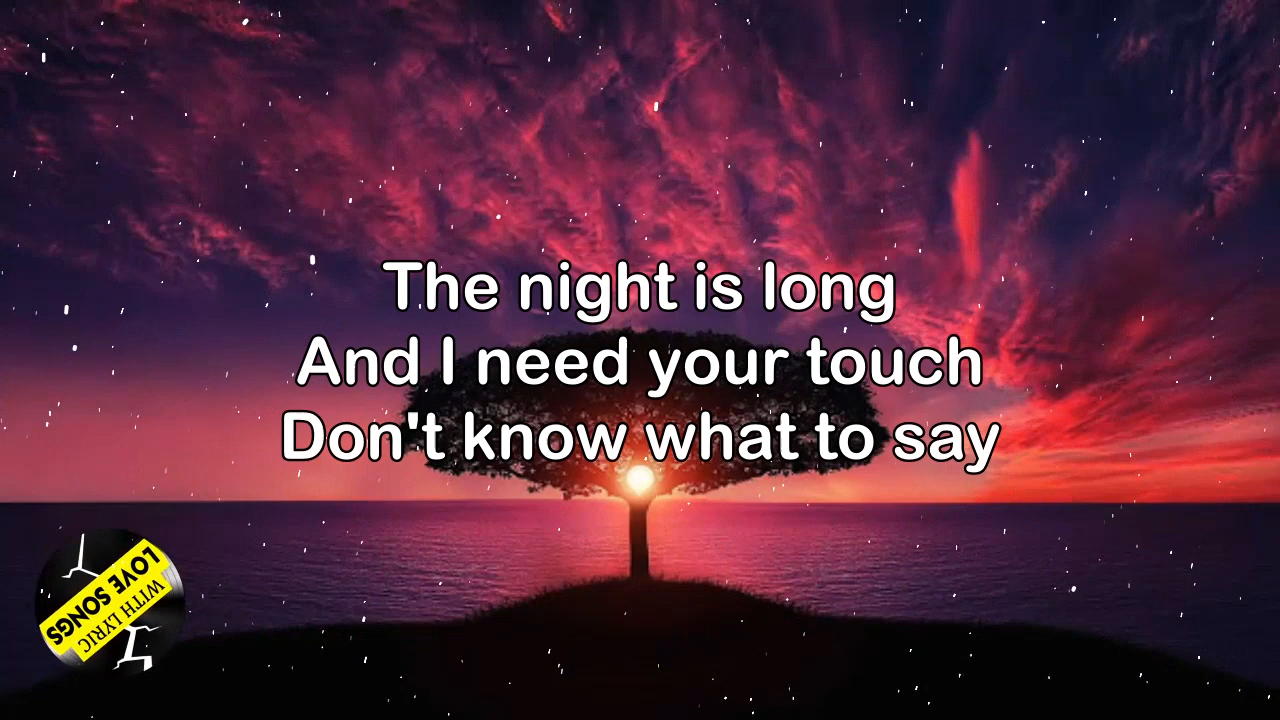 The night is long
And I need your touch
Don't know what to say
LOVE SONGS
WITH LYRIC